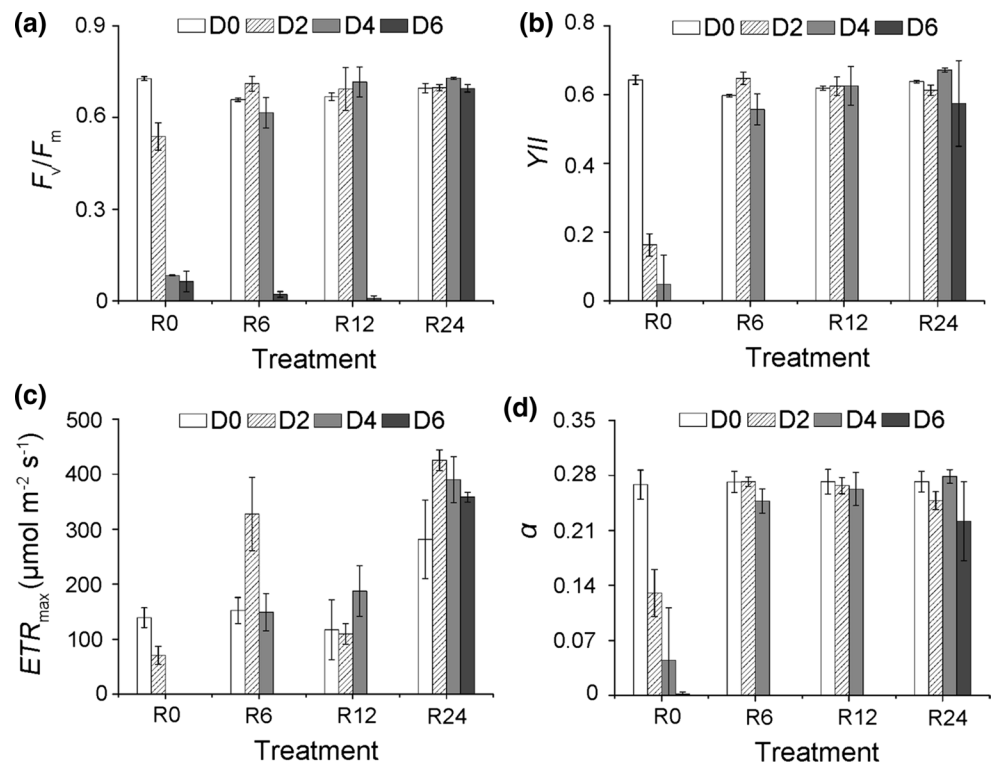 (a)
D0 D2 D4 D6
0.9
0.6
0.3
0
Fv/Fm
R0 R6 R12 R24
Treatment
(b)
D0 D2 D4 D6
0.8
0.6
0.4
0.2
0
YII
R0 R6 R12 R24
Treatment
(c)
D0 D2 D4 D6
500
400
300
200
100
0
ETRmax (µmol m-2 s-1)
R0 R6 R12 R24
Treatment
(d)
D0 D2 D4 D6
0.35
0.28
0.21
0.14
0.07
0
α
R0 R6 R12 R24
Treatment